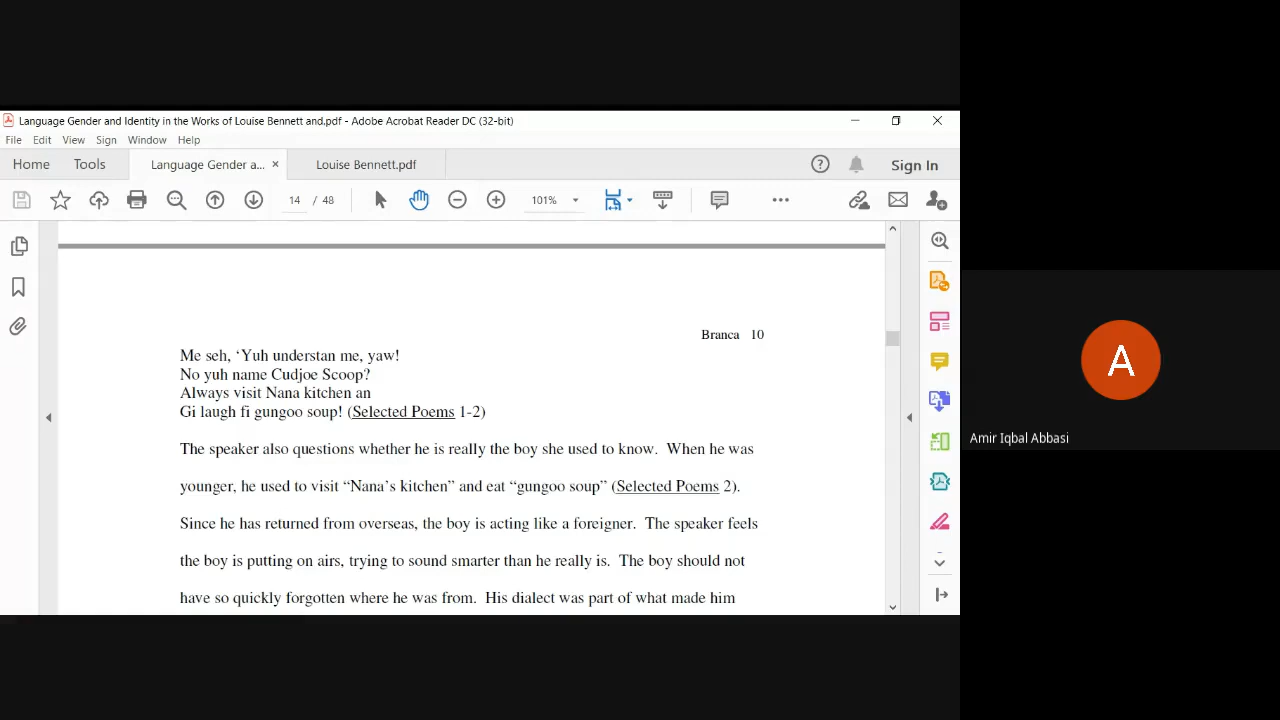 Language Gender and Identity in the Works of Louise Bennett and.pdf - Adobe Acrobat Reader DC (32-bit)
File Edit View Sign Window Help
Home Tools Language Gender a... × Louise Bennett.pdf Sign In
14 / 48 101%
Branca 10
Me seh, ‘Yuh understan me, yaw!
No yuh name Cudjoe Scoop?
Always visit Nana kitchen an
Gi laugh fi gungoo soup! (Selected Poems 1-2)
The speaker also questions whether he is really the boy she used to know. When he was
younger, he used to visit “Nana’s kitchen” and eat “gungoo soup” (Selected Poems 2).
Since he has returned from overseas, the boy is acting like a foreigner. The speaker feels
the boy is putting on airs, trying to sound smarter than he really is. The boy should not
have so quickly forgotten where he was from. His dialect was part of what made him
A
Amir Iqbal Abbasi